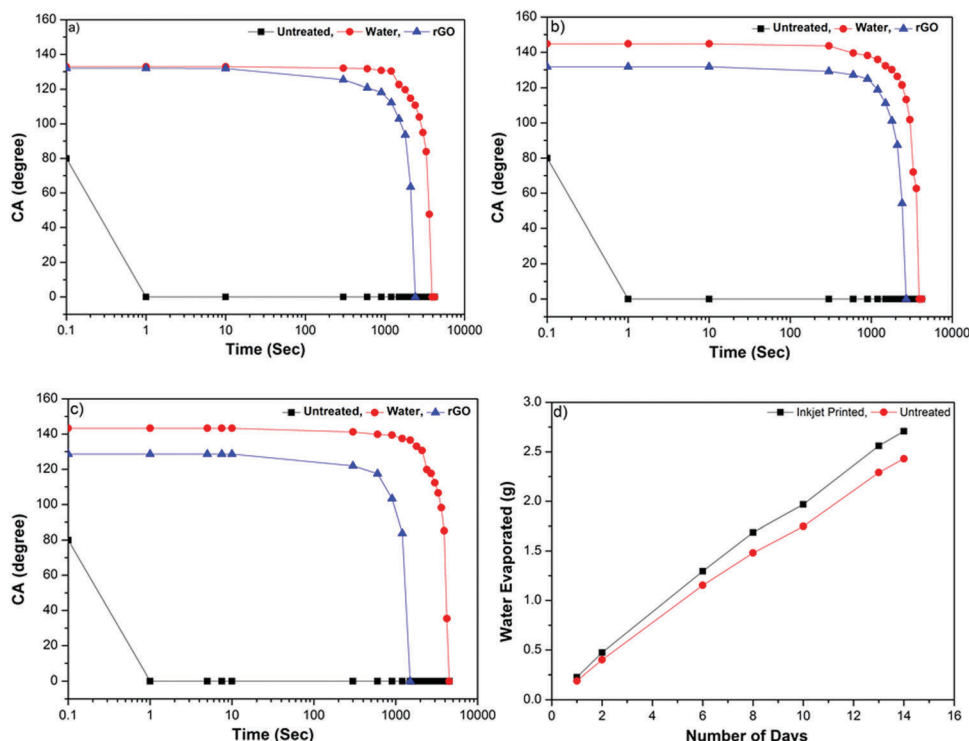 a)
Untreated, Water, rGO
CA (degree)
160
140
120
100
80
60
40
20
0
0.1 1 10 100 1000 10000
Time (Sec)
b)
Untreated, Water, rGO
CA (degree)
160
140
120
100
80
60
40
20
0
0.1 1 10 100 1000 10000
Time (Sec)
c)
Untreated, Water, rGO
CA (degree)
160
140
120
100
80
60
40
20
0
0.1 1 10 100 1000 10000
Time (Sec)
d)
Inkjet Printed, Untreated
Water Evaporated (g)
3.0
2.5
2.0
1.5
1.0
0.5
0.0
0 2 4 6 8 10 12 14 16
Number of Days